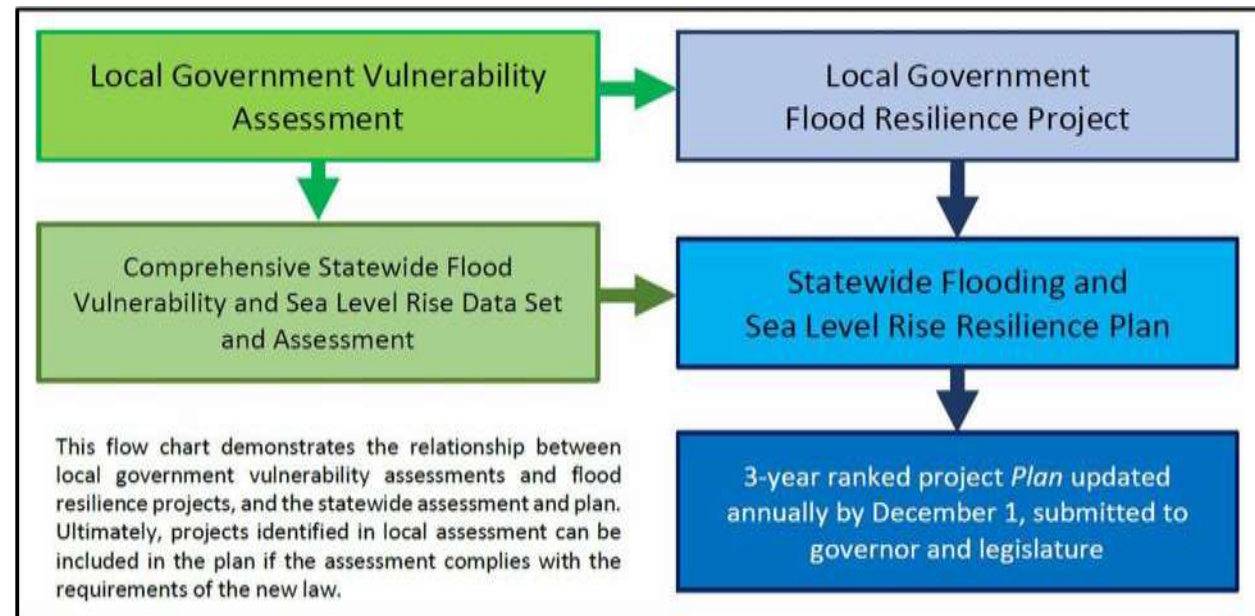 Local Government Vulnerability
Assessment
Local Government
Flood Resilience Project
Comprehensive Statewide Flood
Vulnerability and Sea Level Rise Data Set
and Assessment
Statewide Flooding and
Sea Level Rise Resilience Plan
This flow chart demonstrates the relationship between
local government vulnerability assessments and flood
resilience projects, and the statewide assessment and plan.
Ultimately, projects identified in local assessment can be
included in the plan if the assessment complies with the
requirements of the new law.
3-year ranked project Plan updated
annually by December 1, submitted to
governor and legislature